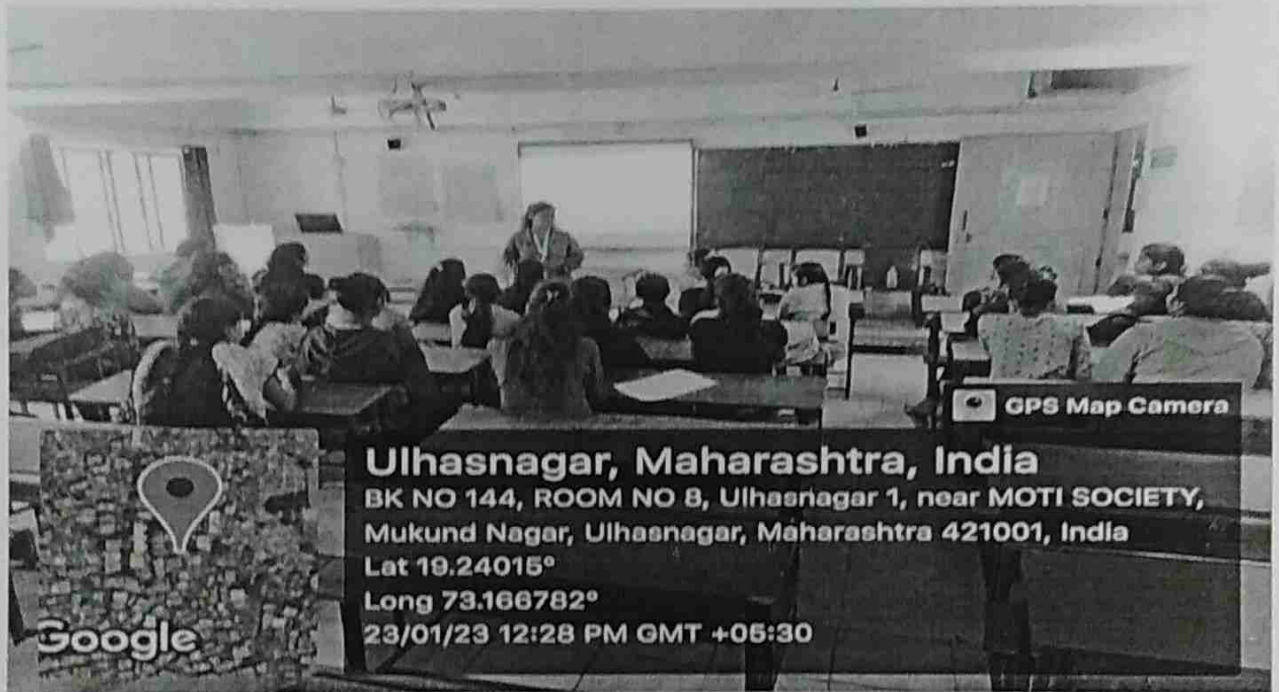 GPS Map Camera
Ulhasnagar, Maharashtra, India
BK NO 144, ROOM NO 8, Ulhasnagar 1, near MOTI SOCIETY,
Mukund Nagar, Ulhasnagar, Maharashtra 421001, India
Lat 19.24015°
Long 73.166782°
23/01/23 12:28 PM GMT +05:30
Google